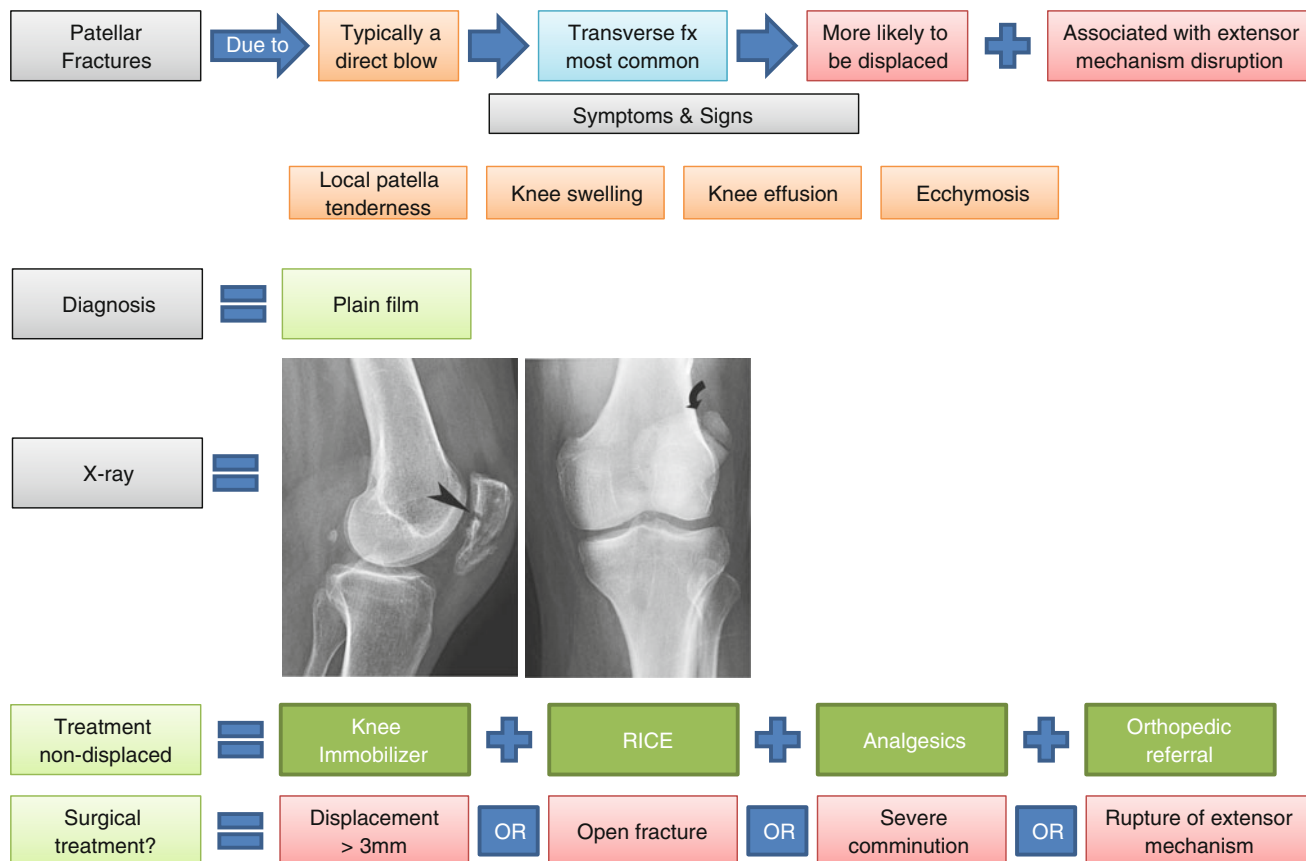 Patellar
Fractures
Due to
Typically a
direct blow
Transverse fx
most common
More likely to
be displaced
Associated with extensor
mechanism disruption
Symptoms & Signs
Local patella
tenderness
Knee swelling
Knee effusion
Ecchymosis
Diagnosis
Plain film
X-ray
Treatment
non-displaced
Knee
Immobilizer
RICE
Analgesics
Orthopedic
referral
Surgical
treatment?
Displacement
> 3mm
OR
Open fracture
OR
Severe
comminution
OR
Rupture of extensor
mechanism